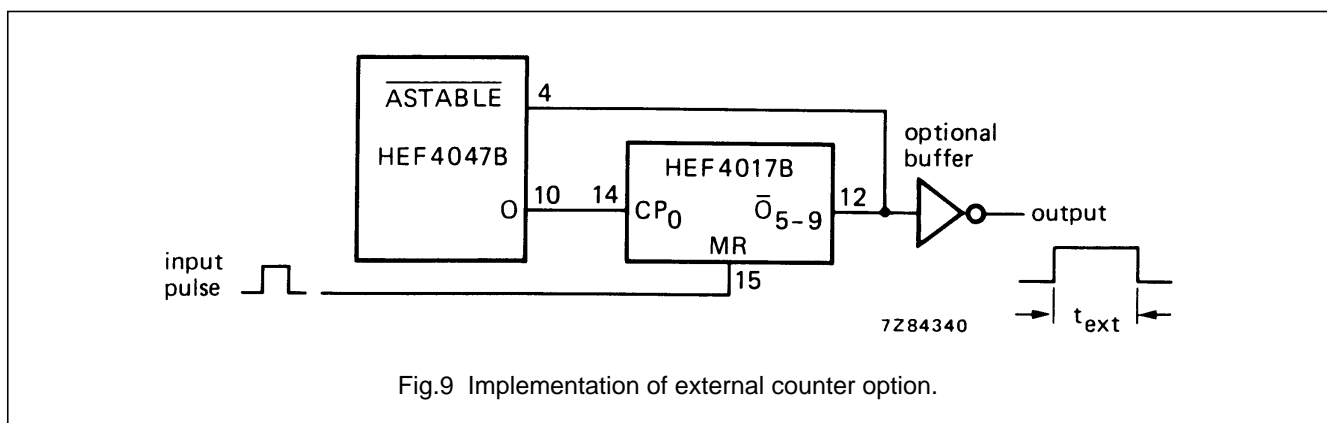 ASTABLE
4
HEF4047B
O
10
14
HEF4017B
CP0
Ō5–9
12
MR
15
optional
buffer
output
input
pulse
7Z84340
text
Fig.9 Implementation of external counter option.